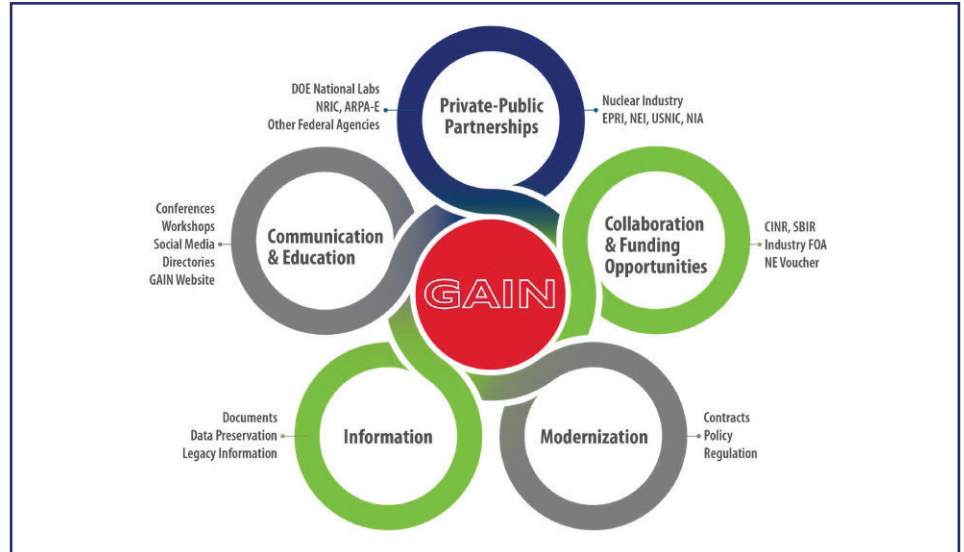 DOE National Labs
NRIC, ARPA-E
Other Federal Agencies
Private-Public
Partnerships
Nuclear Industry
EPRI, NEI, USNIC, NIA
Conferences
Workshops
Social Media
Directories
GAIN Website
Communication
& Education
Collaboration
& Funding
Opportunities
CINR, SBIR
Industry FOA
NE Voucher
GAIN
Documents
Data Preservation
Legacy Information
Information
Modernization
Contracts
Policy
Regulation